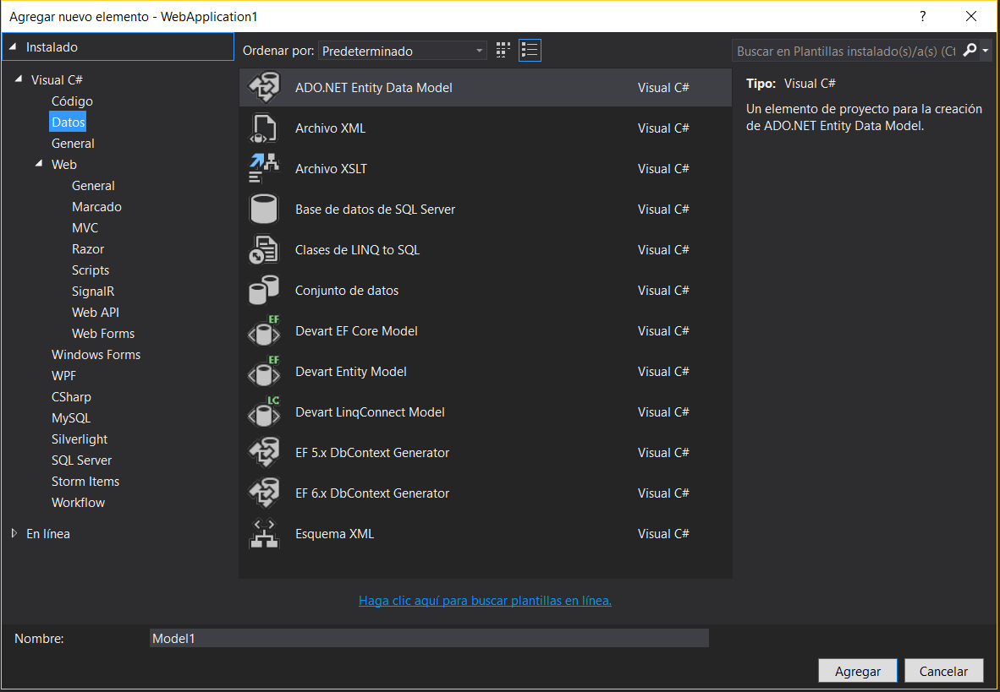 Agregar nuevo elemento - WebApplication1
?
Instalado
Ordenar por: Predeterminado
Buscar en Plantillas instalado(s)/a(s) (Ct
Visual C#
Código
Datos
General
Web
General
Marcado
MVC
Razor
Scripts
SignalR
Web API
Web Forms
Windows Forms
WPF
CSharp
MySQL
Silverlight
SQL Server
Storm Items
Workflow
En línea
ADO.NET Entity Data Model Visual C#
Archivo XML Visual C#
Archivo XSLT Visual C#
Base de datos de SQL Server Visual C#
Clases de LINQ to SQL Visual C#
Conjunto de datos Visual C#
EF
Devart EF Core Model Visual C#
EF
Devart Entity Model Visual C#
LC
Devart LinqConnect Model Visual C#
EF 5.x DbContext Generator Visual C#
EF 6.x DbContext Generator Visual C#
Esquema XML Visual C#
Tipo: Visual C#
Un elemento de proyecto para la creación
de ADO.NET Entity Data Model.
Haga clic aquí para buscar plantillas en línea.
Nombre: Model1
Agregar Cancelar